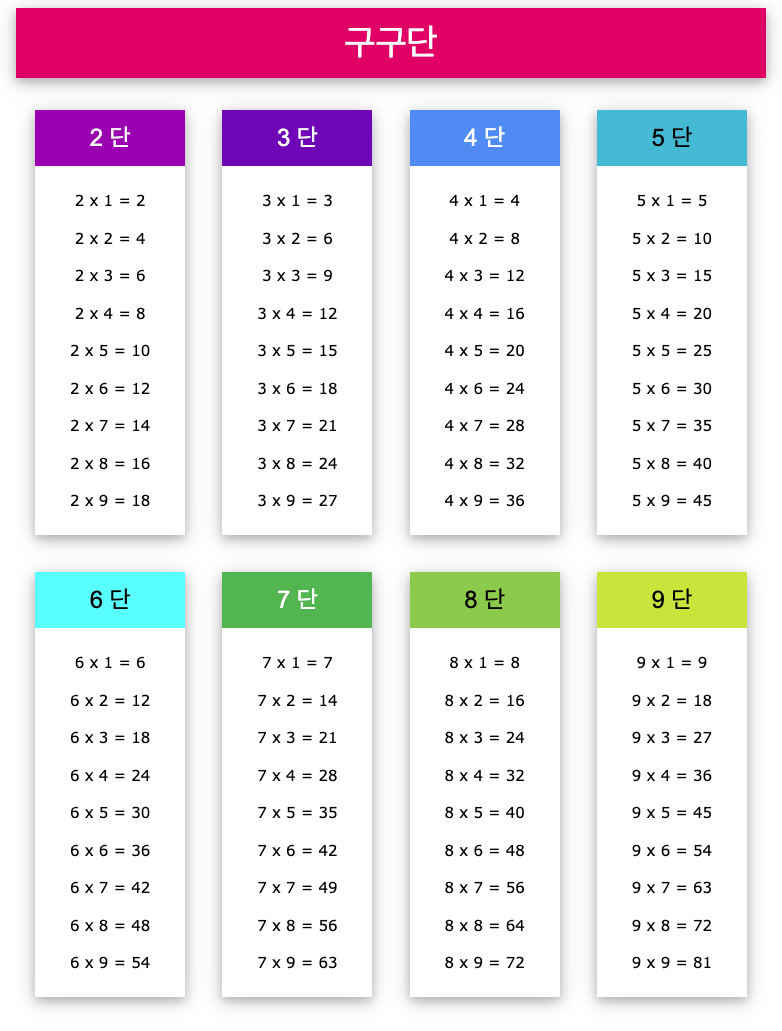 구구단
2 단
2 x 1 = 2
2 x 2 = 4
2 x 3 = 6
2 x 4 = 8
2 x 5 = 10
2 x 6 = 12
2 x 7 = 14
2 x 8 = 16
2 x 9 = 18
3 단
3 x 1 = 3
3 x 2 = 6
3 x 3 = 9
3 x 4 = 12
3 x 5 = 15
3 x 6 = 18
3 x 7 = 21
3 x 8 = 24
3 x 9 = 27
4 단
4 x 1 = 4
4 x 2 = 8
4 x 3 = 12
4 x 4 = 16
4 x 5 = 20
4 x 6 = 24
4 x 7 = 28
4 x 8 = 32
4 x 9 = 36
5 단
5 x 1 = 5
5 x 2 = 10
5 x 3 = 15
5 x 4 = 20
5 x 5 = 25
5 x 6 = 30
5 x 7 = 35
5 x 8 = 40
5 x 9 = 45
6 단
6 x 1 = 6
6 x 2 = 12
6 x 3 = 18
6 x 4 = 24
6 x 5 = 30
6 x 6 = 36
6 x 7 = 42
6 x 8 = 48
6 x 9 = 54
7 단
7 x 1 = 7
7 x 2 = 14
7 x 3 = 21
7 x 4 = 28
7 x 5 = 35
7 x 6 = 42
7 x 7 = 49
7 x 8 = 56
7 x 9 = 63
8 단
8 x 1 = 8
8 x 2 = 16
8 x 3 = 24
8 x 4 = 32
8 x 5 = 40
8 x 6 = 48
8 x 7 = 56
8 x 8 = 64
8 x 9 = 72
9 단
9 x 1 = 9
9 x 2 = 18
9 x 3 = 27
9 x 4 = 36
9 x 5 = 45
9 x 6 = 54
9 x 7 = 63
9 x 8 = 72
9 x 9 = 81